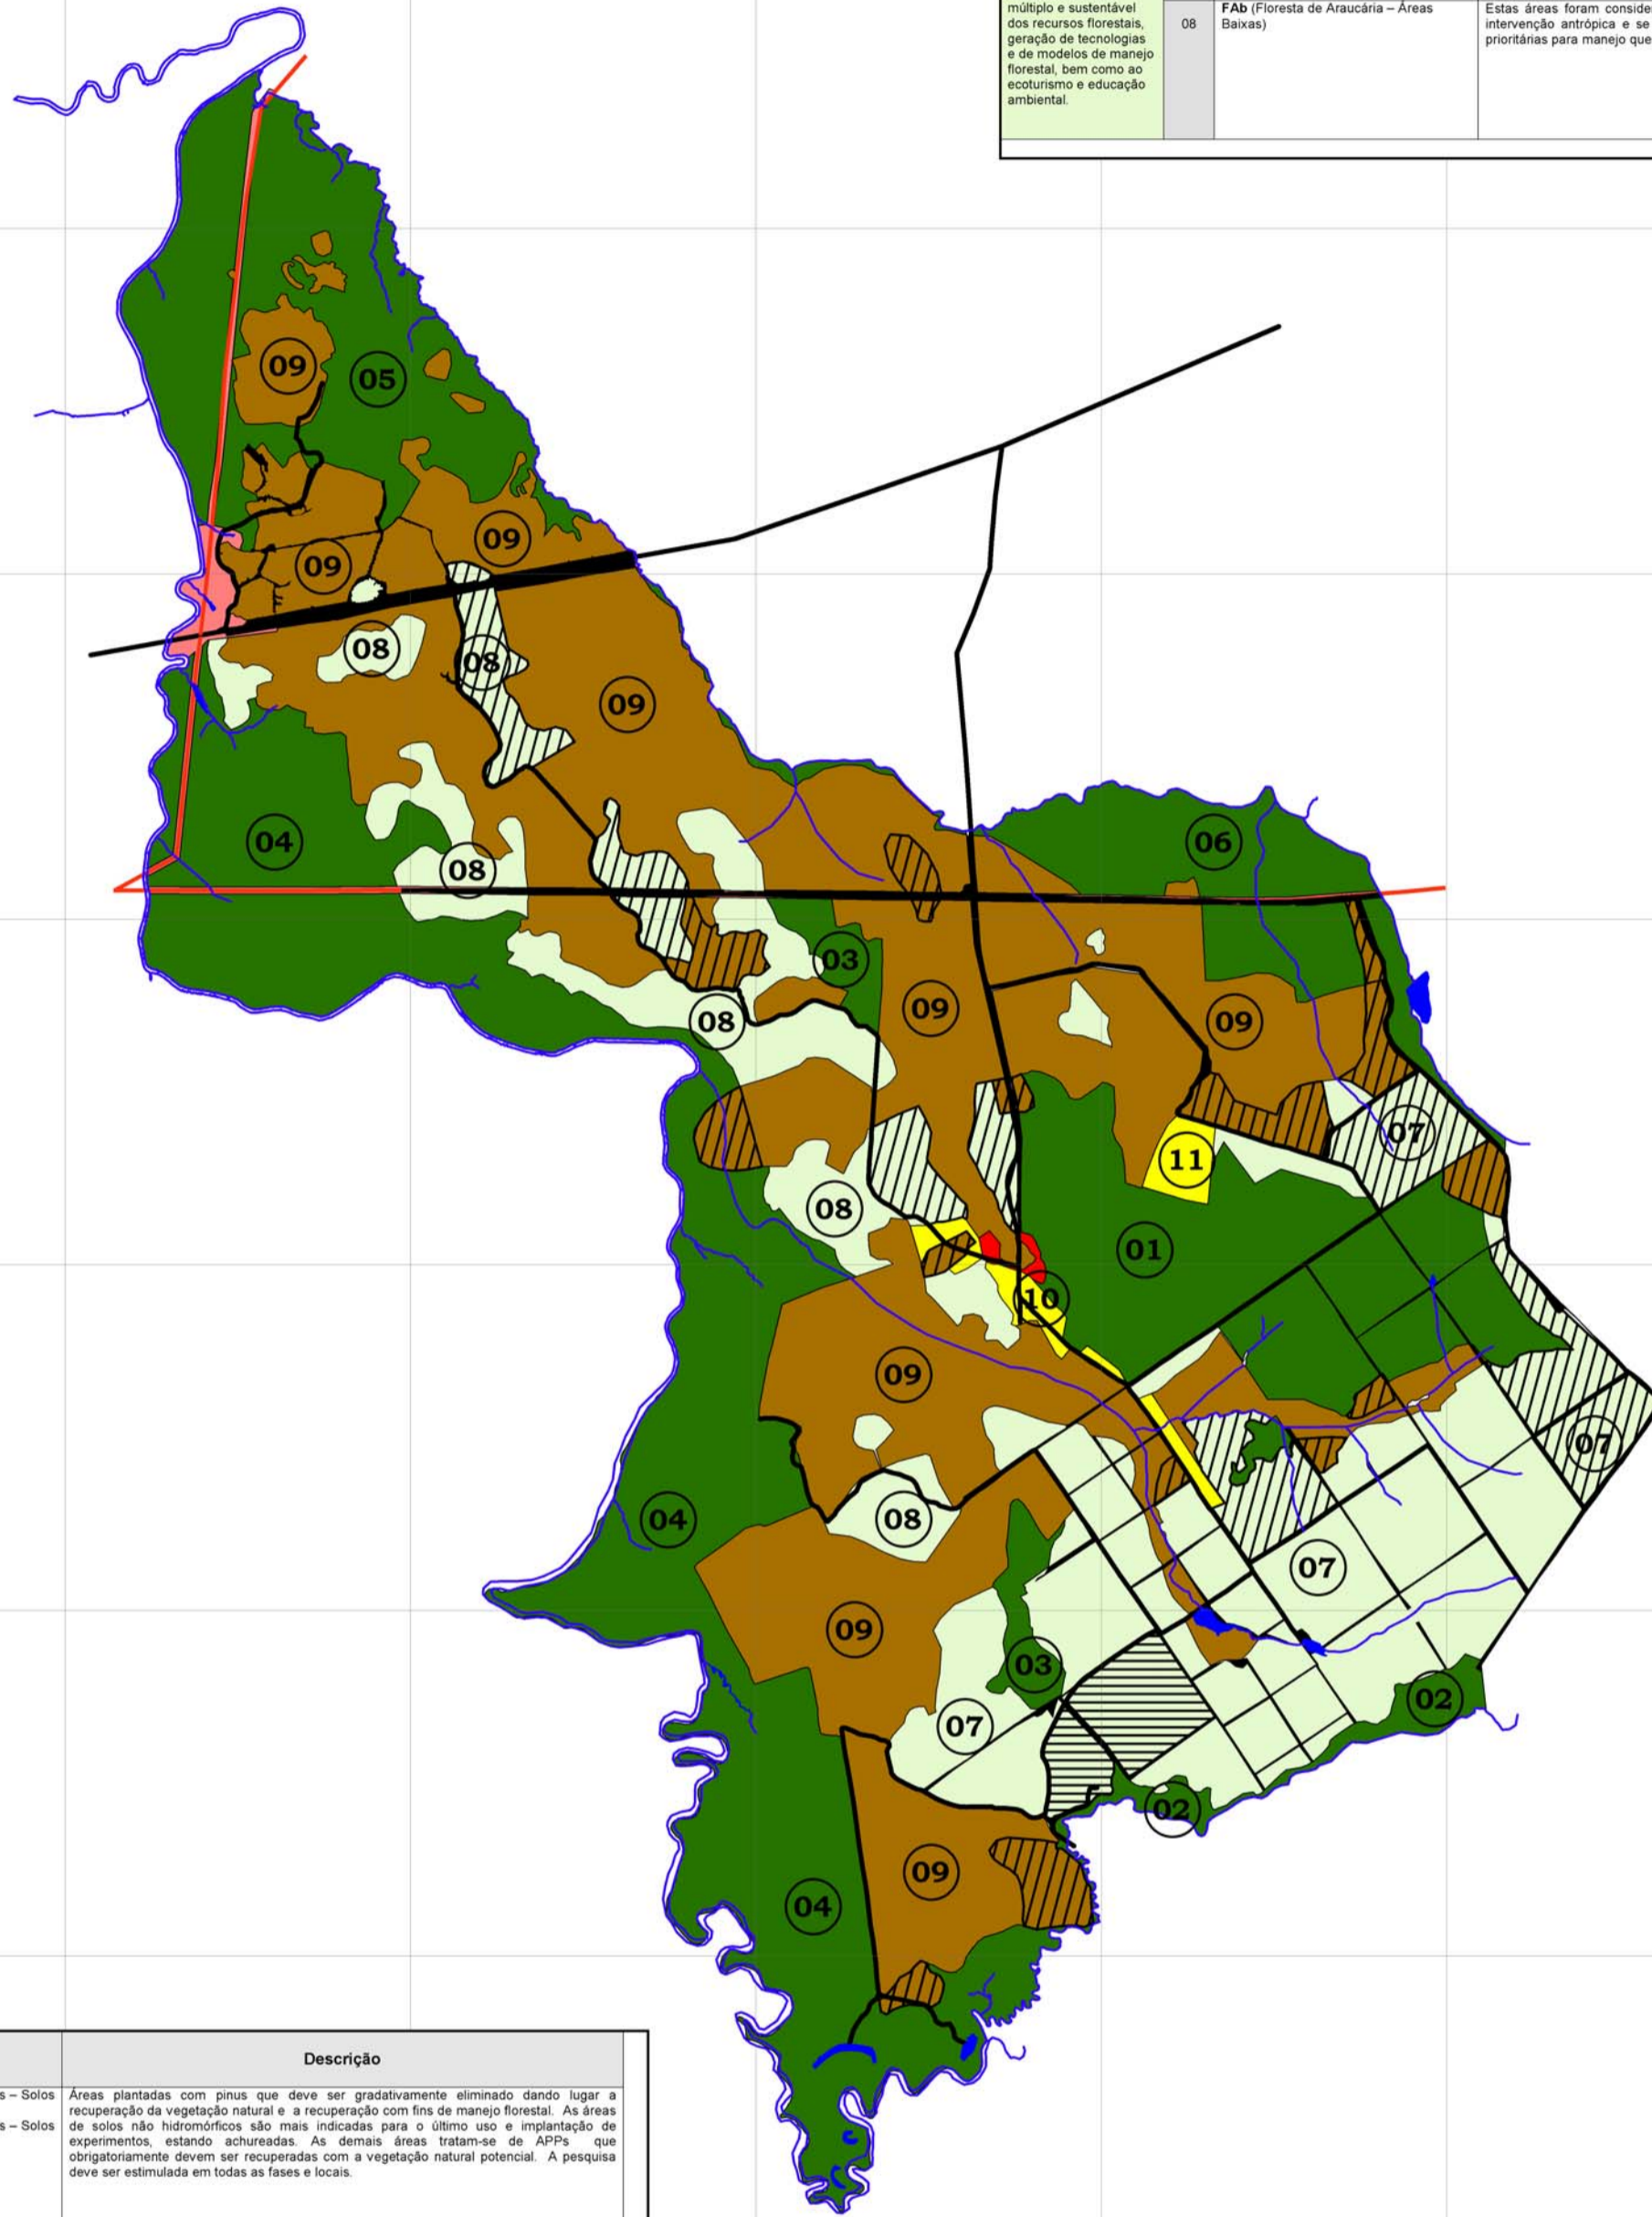 múltiplo e sustentável
dos recursos florestais,
geração de tecnologias
e de modelos de manejo
florestal, bem como ao
ecoturismo e educação
ambiental.
08
FAb (Floresta de Araucária – Áreas
Baixas)
Estas áreas foram conside
intervenção antrópica e se
prioritárias para manejo que
09
05
09
09
08
08
09
04
08
06
03
09
08
09
07
11
08
01
10
09
07
04
08
07
09
03
02
07
02
09
04
Descrição
s – Solos
s – Solos
Áreas plantadas com pinus que deve ser gradativamente eliminado dando lugar a
recuperação da vegetação natural e a recuperação com fins de manejo florestal. As áreas
de solos não hidromórficos são mais indicadas para o último uso e implantação de
experimentos, estando achureadas. As demais áreas tratam-se de APPs que
obrigatoriamente devem ser recuperadas com a vegetação natural potencial. A pesquisa
deve ser estimulada em todas as fases e locais.